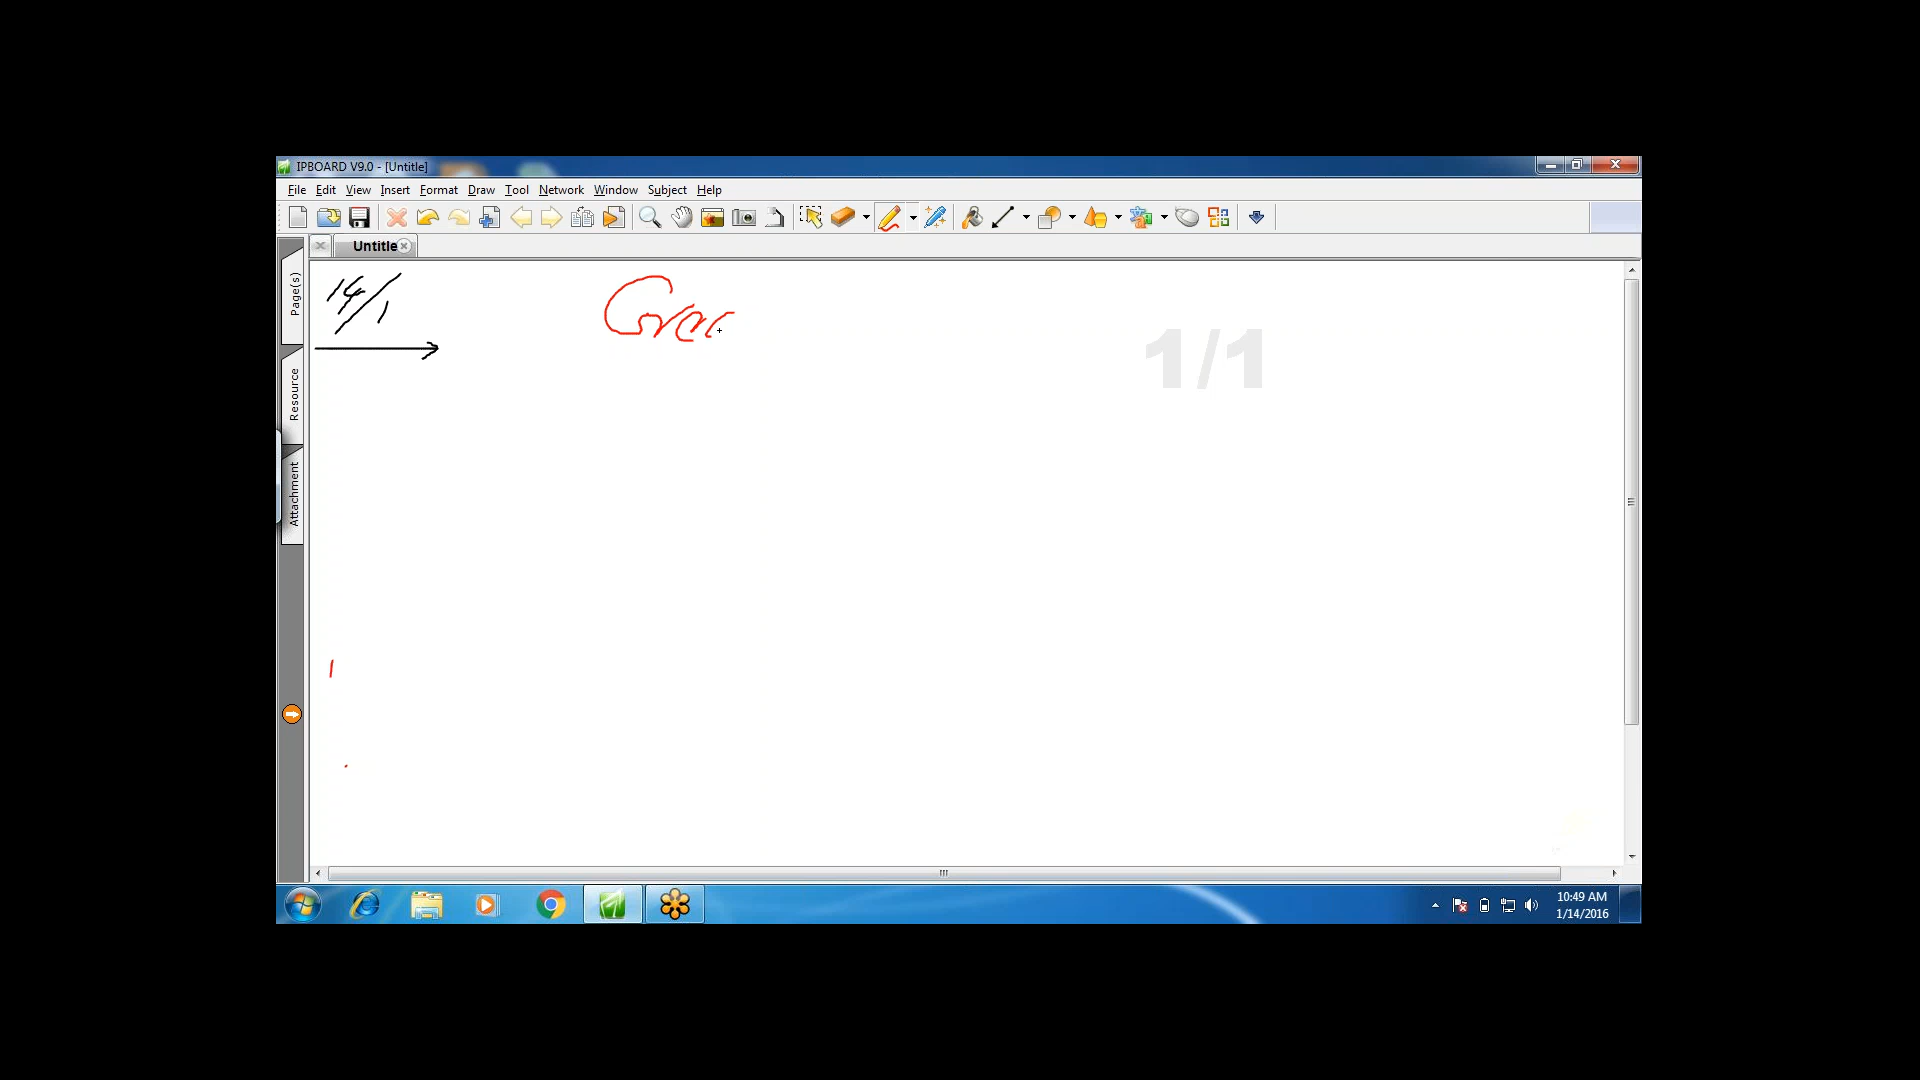 IPBOARD V9.0 - [Untitle]
File Edit View Insert Format Draw Tool Network Window Subject Help
Untitle
Page(s)
Resource
Attachment
14/1
1/1
10:49 AM
1/14/2016